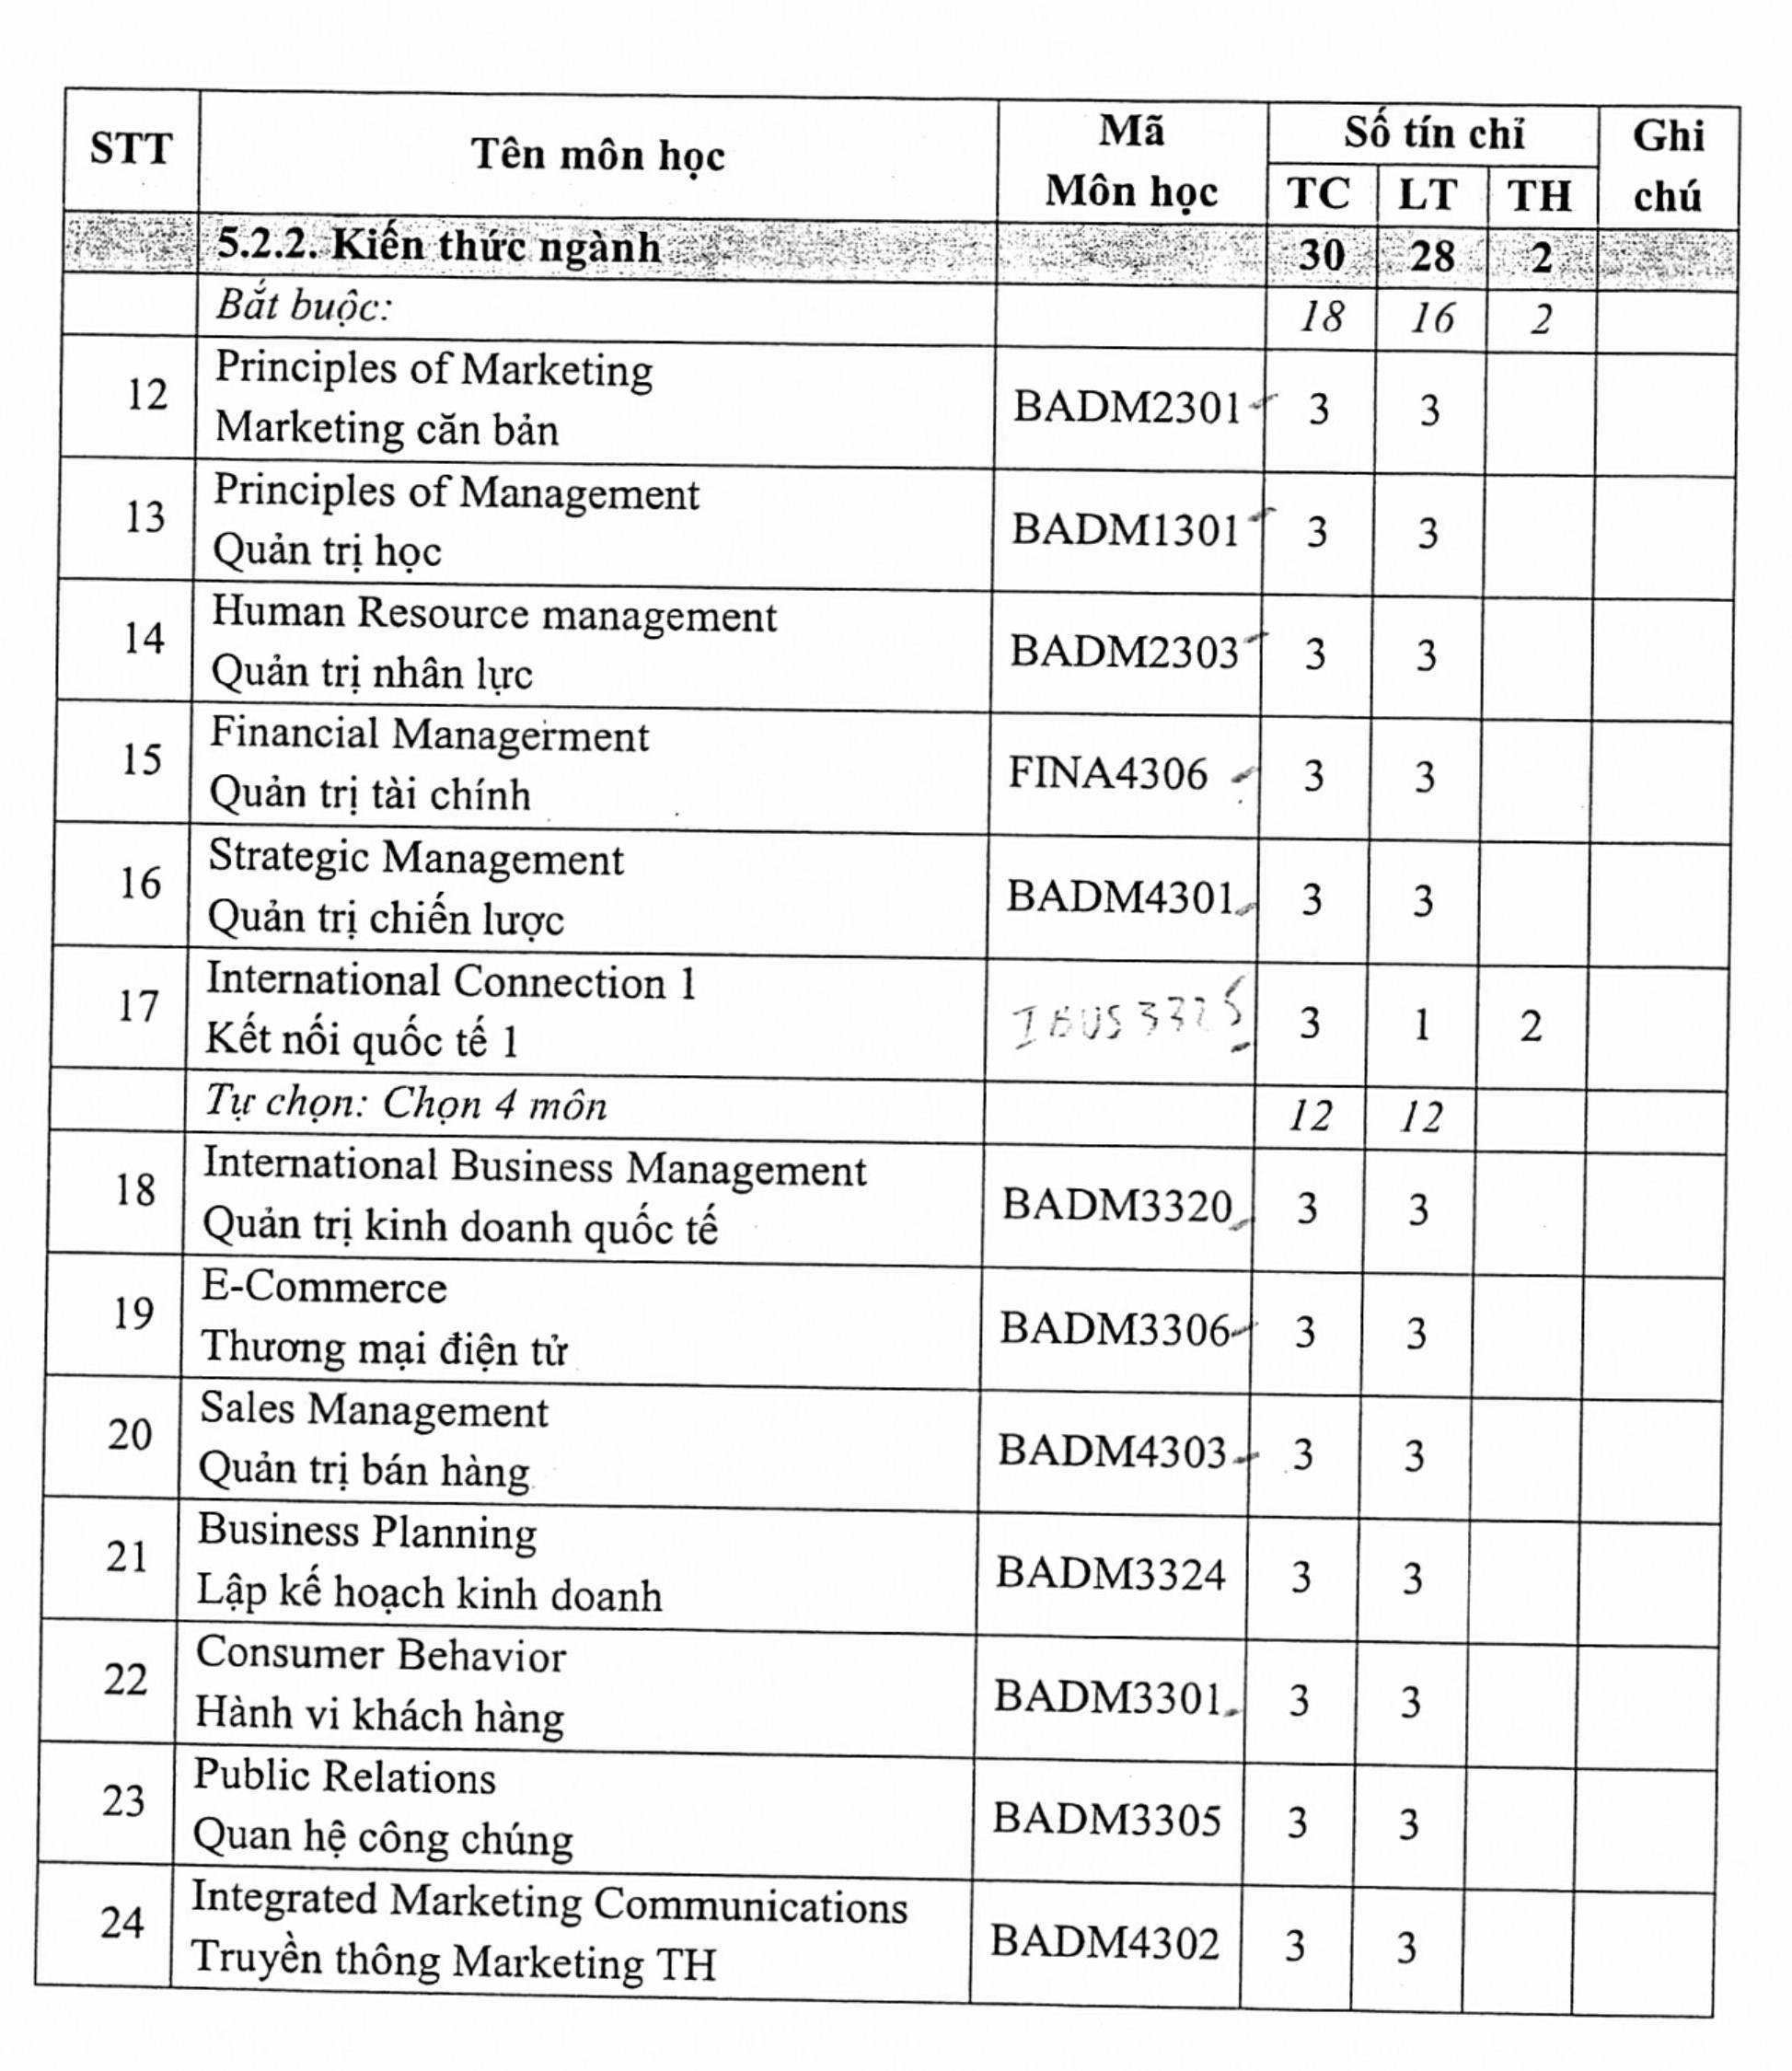 STT Tên môn học Mã Môn học Số tín chỉ Ghi chú
TC LT TH
5.2.2. Kiến thức ngành 30 28 2
Bắt buộc: 18 16 2
12 Principles of Marketing BADM2301 3 3
Marketing căn bản
13 Principles of Management BADM1301 3 3
Quản trị học
14 Human Resource management BADM2303 3 3
Quản trị nhân lực
15 Financial Managerment FINA4306 3 3
Quản trị tài chính
16 Strategic Management BADM4301 3 3
Quản trị chiến lược
17 International Connection 1 IBUS3325 3 1 2
Kết nối quốc tế 1
Tự chọn: Chọn 4 môn 12 12
18 International Business Management BADM3320 3 3
Quản trị kinh doanh quốc tế
19 E-Commerce BADM3306 3 3
Thương mại điện tử
20 Sales Management BADM4303 3 3
Quản trị bán hàng
21 Business Planning BADM3324 3 3
Lập kế hoạch kinh doanh
22 Consumer Behavior BADM3301 3 3
Hành vi khách hàng
23 Public Relations BADM3305 3 3
Quan hệ công chúng
24 Integrated Marketing Communications BADM4302 3 3
Truyền thông Marketing TH